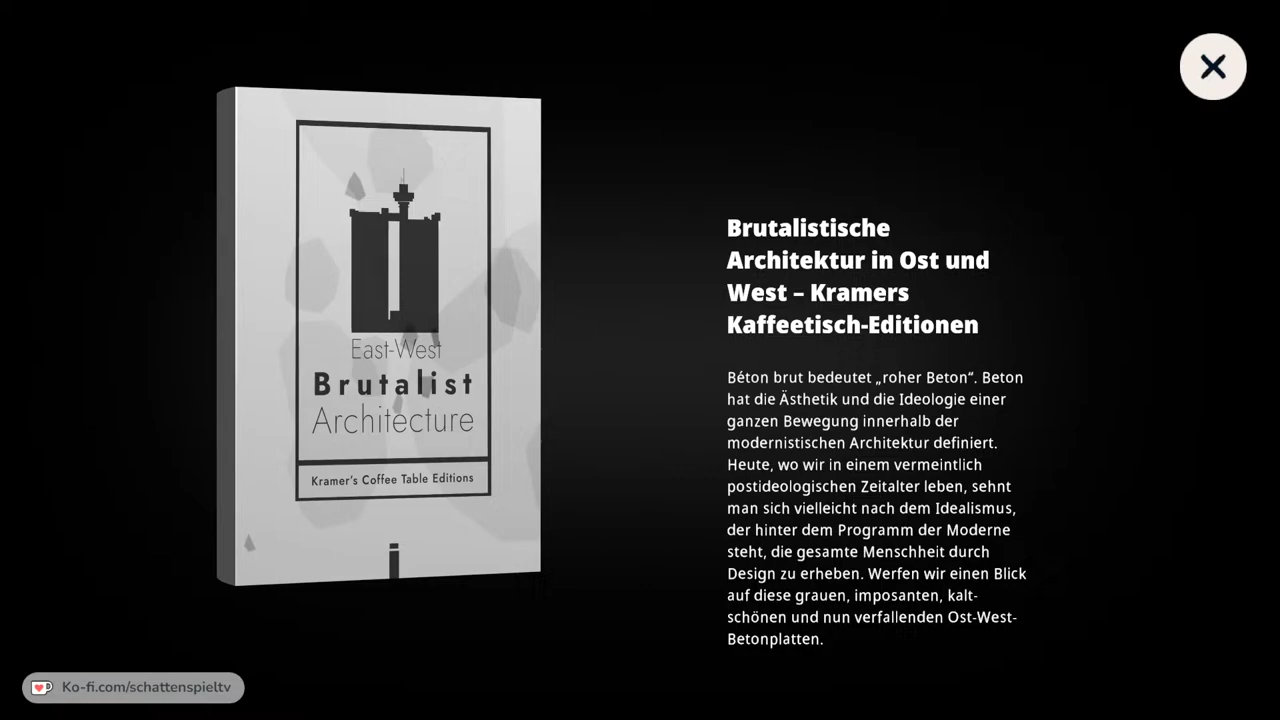 East-West
Brutalist
Architecture
Kramer's Coffee Table Editions
Brutalistische
Architektur in Ost und
West – Kramers
Kaffeetisch-Editionen
Béton brut bedeutet „roher Beton“. Beton
hat die Ästhetik und die Ideologie einer
ganzen Bewegung innerhalb der
modernistischen Architektur definiert.
Heute, wo wir in einem vermeintlich
postideologischen Zeitalter leben, sehnt
man sich vielleicht nach dem Idealismus,
der hinter dem Programm der Moderne
steht, die gesamte Menschheit durch
Design zu erheben. Werfen wir einen Blick
auf diese grauen, imposanten, kalt-
schönen und nun verfallenden Ost-West-
Betonplatten.
Ko-fi.com/schattenspieltv